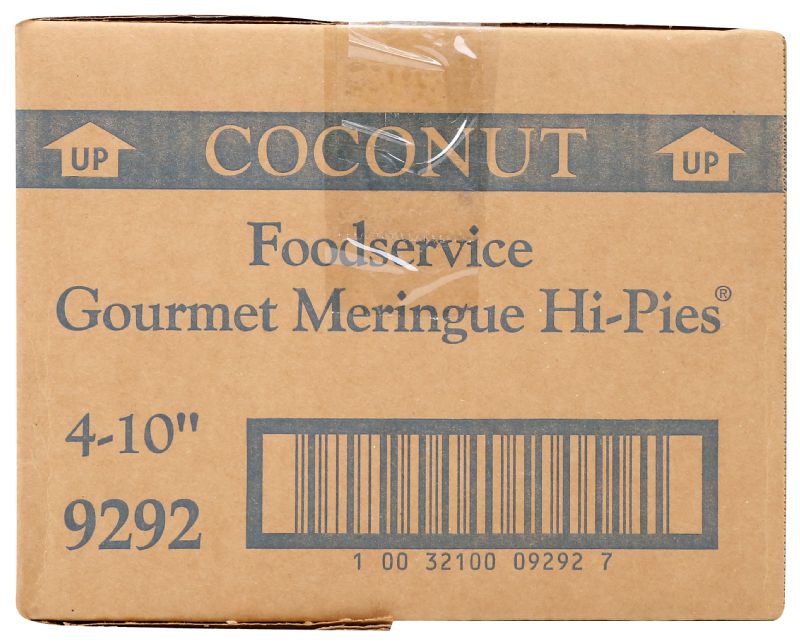 UP COCONUT UP
Foodservice
Gourmet Meringue Hi-Pies®
4-10"
9292
1 00 32100 09292 7